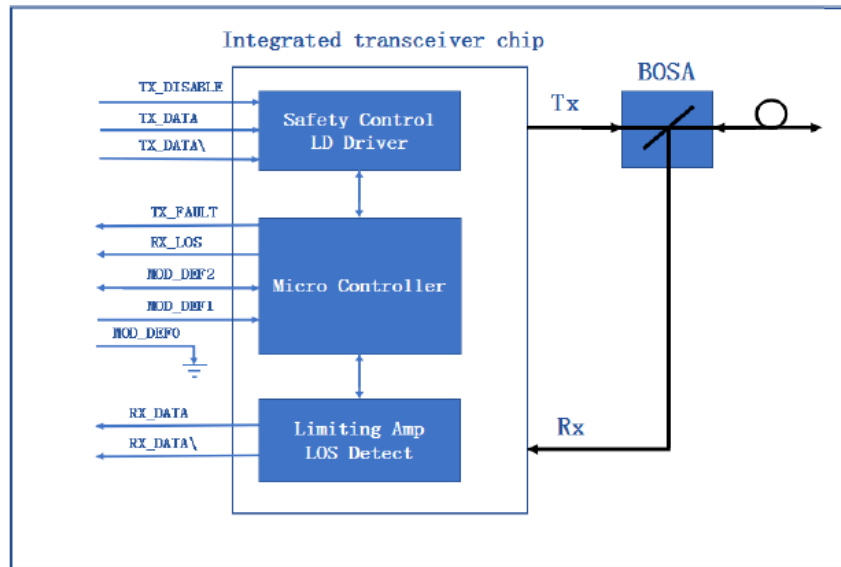 Integrated transceiver chip
BOSA
TX_DISABLE
TX_DATA
TX_DATA\
Safety Control
LD Driver
Tx
TX_FAULT
RX_LOS
MOD_DEF2
MOD_DEF1
MOD_DEF0
Micro Controller
RX_DATA
RX_DATA\
Limiting Amp
LOS Detect
Rx